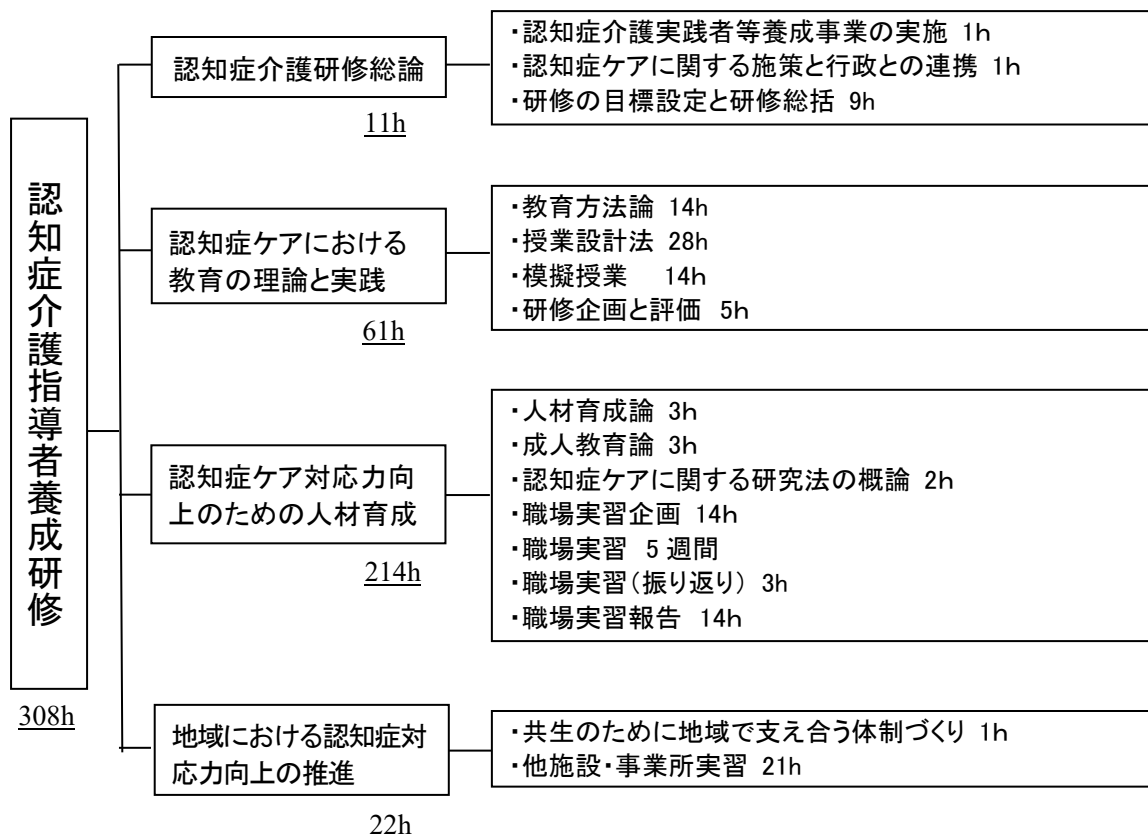 認知症介護指導者養成研修
308h
認知症介護研修総論
11h
・認知症介護実践者等養成事業の実施 1h
・認知症ケアに関する施策と行政との連携 1h
・研修の目標設定と研修総括 9h
認知症ケアにおける
教育の理論と実践
61h
・教育方法論 14h
・授業設計法 28h
・模擬授業 14h
・研修企画と評価 5h
認知症ケア対応力向
上のための人材育成
214h
・人材育成論 3h
・成人教育論 3h
・認知症ケアに関する研究法の概論 2h
・職場実習企画 14h
・職場実習 5週間
・職場実習(振り返り) 3h
・職場実習報告 14h
地域における認知症対
応力向上の推進
22h
・共生のために地域で支え合う体制づくり 1h
・他施設・事業所実習 21h